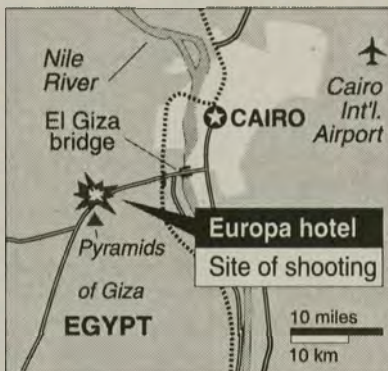 Nile
River
El Giza
bridge
CAIRO
Cairo
Int'l.
Airport
Europa hotel
Site of shooting
Pyramids
of Giza
EGYPT
10 miles
10 km